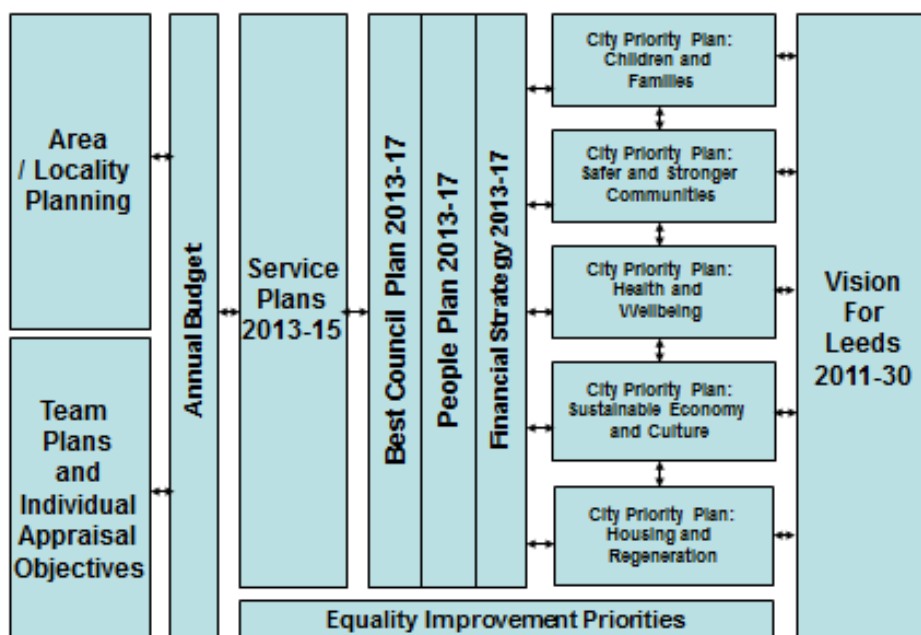 Area
/ Locality
Planning
Team
Plans
and
Individual
Appraisal
Objectives
Annual Budget
Service
Plans
2013-15
Best Council Plan 2013-17
People Plan 2013-17
Financial Strategy 2013-17
City Priority Plan:
Children and
Families
City Priority Plan:
Safer and Stronger
Communities
City Priority Plan:
Health and
Wellbeing
City Priority Plan:
Sustainable Economy
and Culture
City Priority Plan:
Housing and
Regeneration
Vision
For
Leeds
2011-30
Equality Improvement Priorities